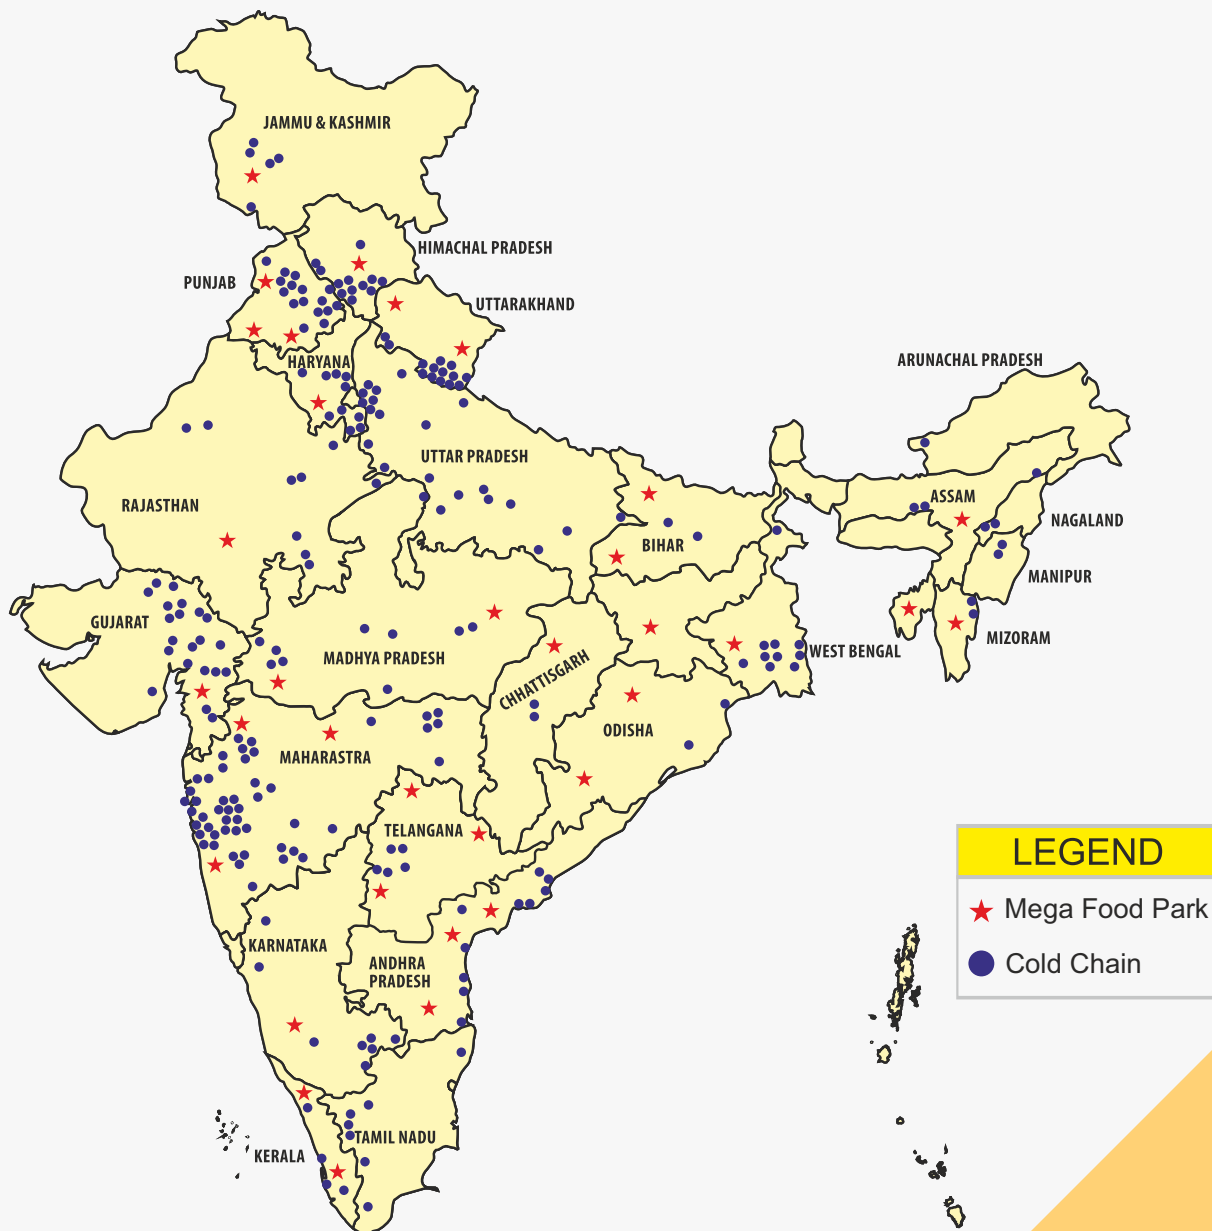 JAMMU & KASHMIR
HIMACHAL PRADESH
PUNJAB
UTTARAKHAND
HARYANA
ARUNACHAL PRADESH
UTTAR PRADESH
RAJASTHAN
ASSAM
NAGALAND
BIHAR
MANIPUR
GUJARAT
MIZORAM
MADHYA PRADESH
WEST BENGAL
CHHATTISGARH
ODISHA
MAHARASTRA
TELANGANA
LEGEND
Mega Food Park
Cold Chain
KARNATAKA
ANDHRA
PRADESH
TAMIL NADU
KERALA